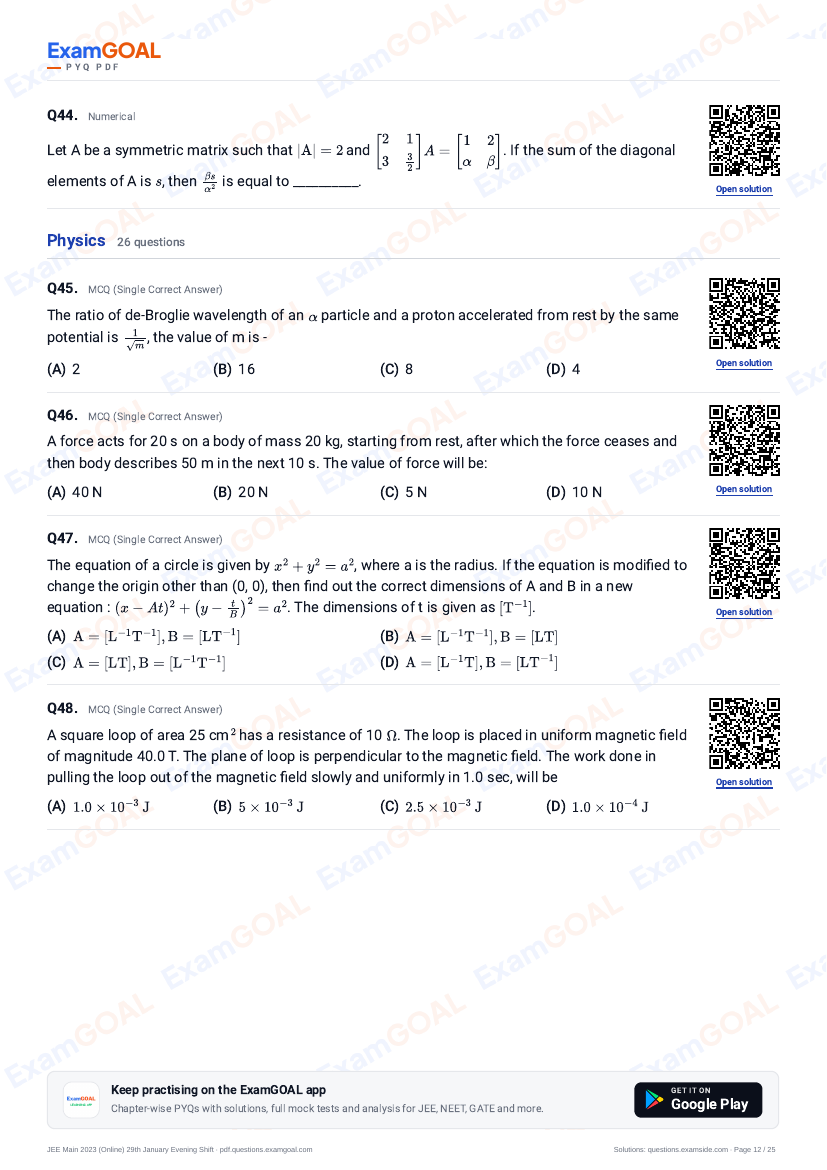 ExamGOAL
PYQ PDF
Q44. Numerical
Let A be a symmetric matrix such that |A| = 2 and [2 1; 3 3/2] A = [1 2; α β]. If the sum of the diagonal
elements of A is s, then βs/α² is equal to __________.
Open solution
Physics 26 questions
Q45. MCQ (Single Correct Answer)
The ratio of de-Broglie wavelength of an α particle and a proton accelerated from rest by the same
potential is 1/√m, the value of m is -
(A) 2 (B) 16 (C) 8 (D) 4
Open solution
Q46. MCQ (Single Correct Answer)
A force acts for 20 s on a body of mass 20 kg, starting from rest, after which the force ceases and
then body describes 50 m in the next 10 s. The value of force will be:
(A) 40 N (B) 20 N (C) 5 N (D) 10 N
Open solution
Q47. MCQ (Single Correct Answer)
The equation of a circle is given by x² + y² = a², where a is the radius. If the equation is modified to
change the origin other than (0, 0), then find out the correct dimensions of A and B in a new
equation : (x − At)² + (y − t/B)² = a². The dimensions of t is given as [T⁻¹].
(A) A = [L⁻¹T⁻¹], B = [LT⁻¹] (B) A = [L⁻¹T⁻¹], B = [LT]
(C) A = [LT], B = [L⁻¹T⁻¹] (D) A = [L⁻¹T], B = [LT⁻¹]
Open solution
Q48. MCQ (Single Correct Answer)
A square loop of area 25 cm² has a resistance of 10 Ω. The loop is placed in uniform magnetic field
of magnitude 40.0 T. The plane of loop is perpendicular to the magnetic field. The work done in
pulling the loop out of the magnetic field slowly and uniformly in 1.0 sec, will be
(A) 1.0 × 10⁻³ J (B) 5 × 10⁻³ J (C) 2.5 × 10⁻³ J (D) 1.0 × 10⁻⁴ J
Open solution
ExamGOAL
Keep practising on the ExamGOAL app
Chapter-wise PYQs with solutions, full mock tests and analysis for JEE, NEET, GATE and more.
GET IT ON
Google Play
JEE Main 2023 (Online) 29th January Evening Shift · pdf.questions.examgoal.com
Solutions: questions.examside.com · Page 12 / 25